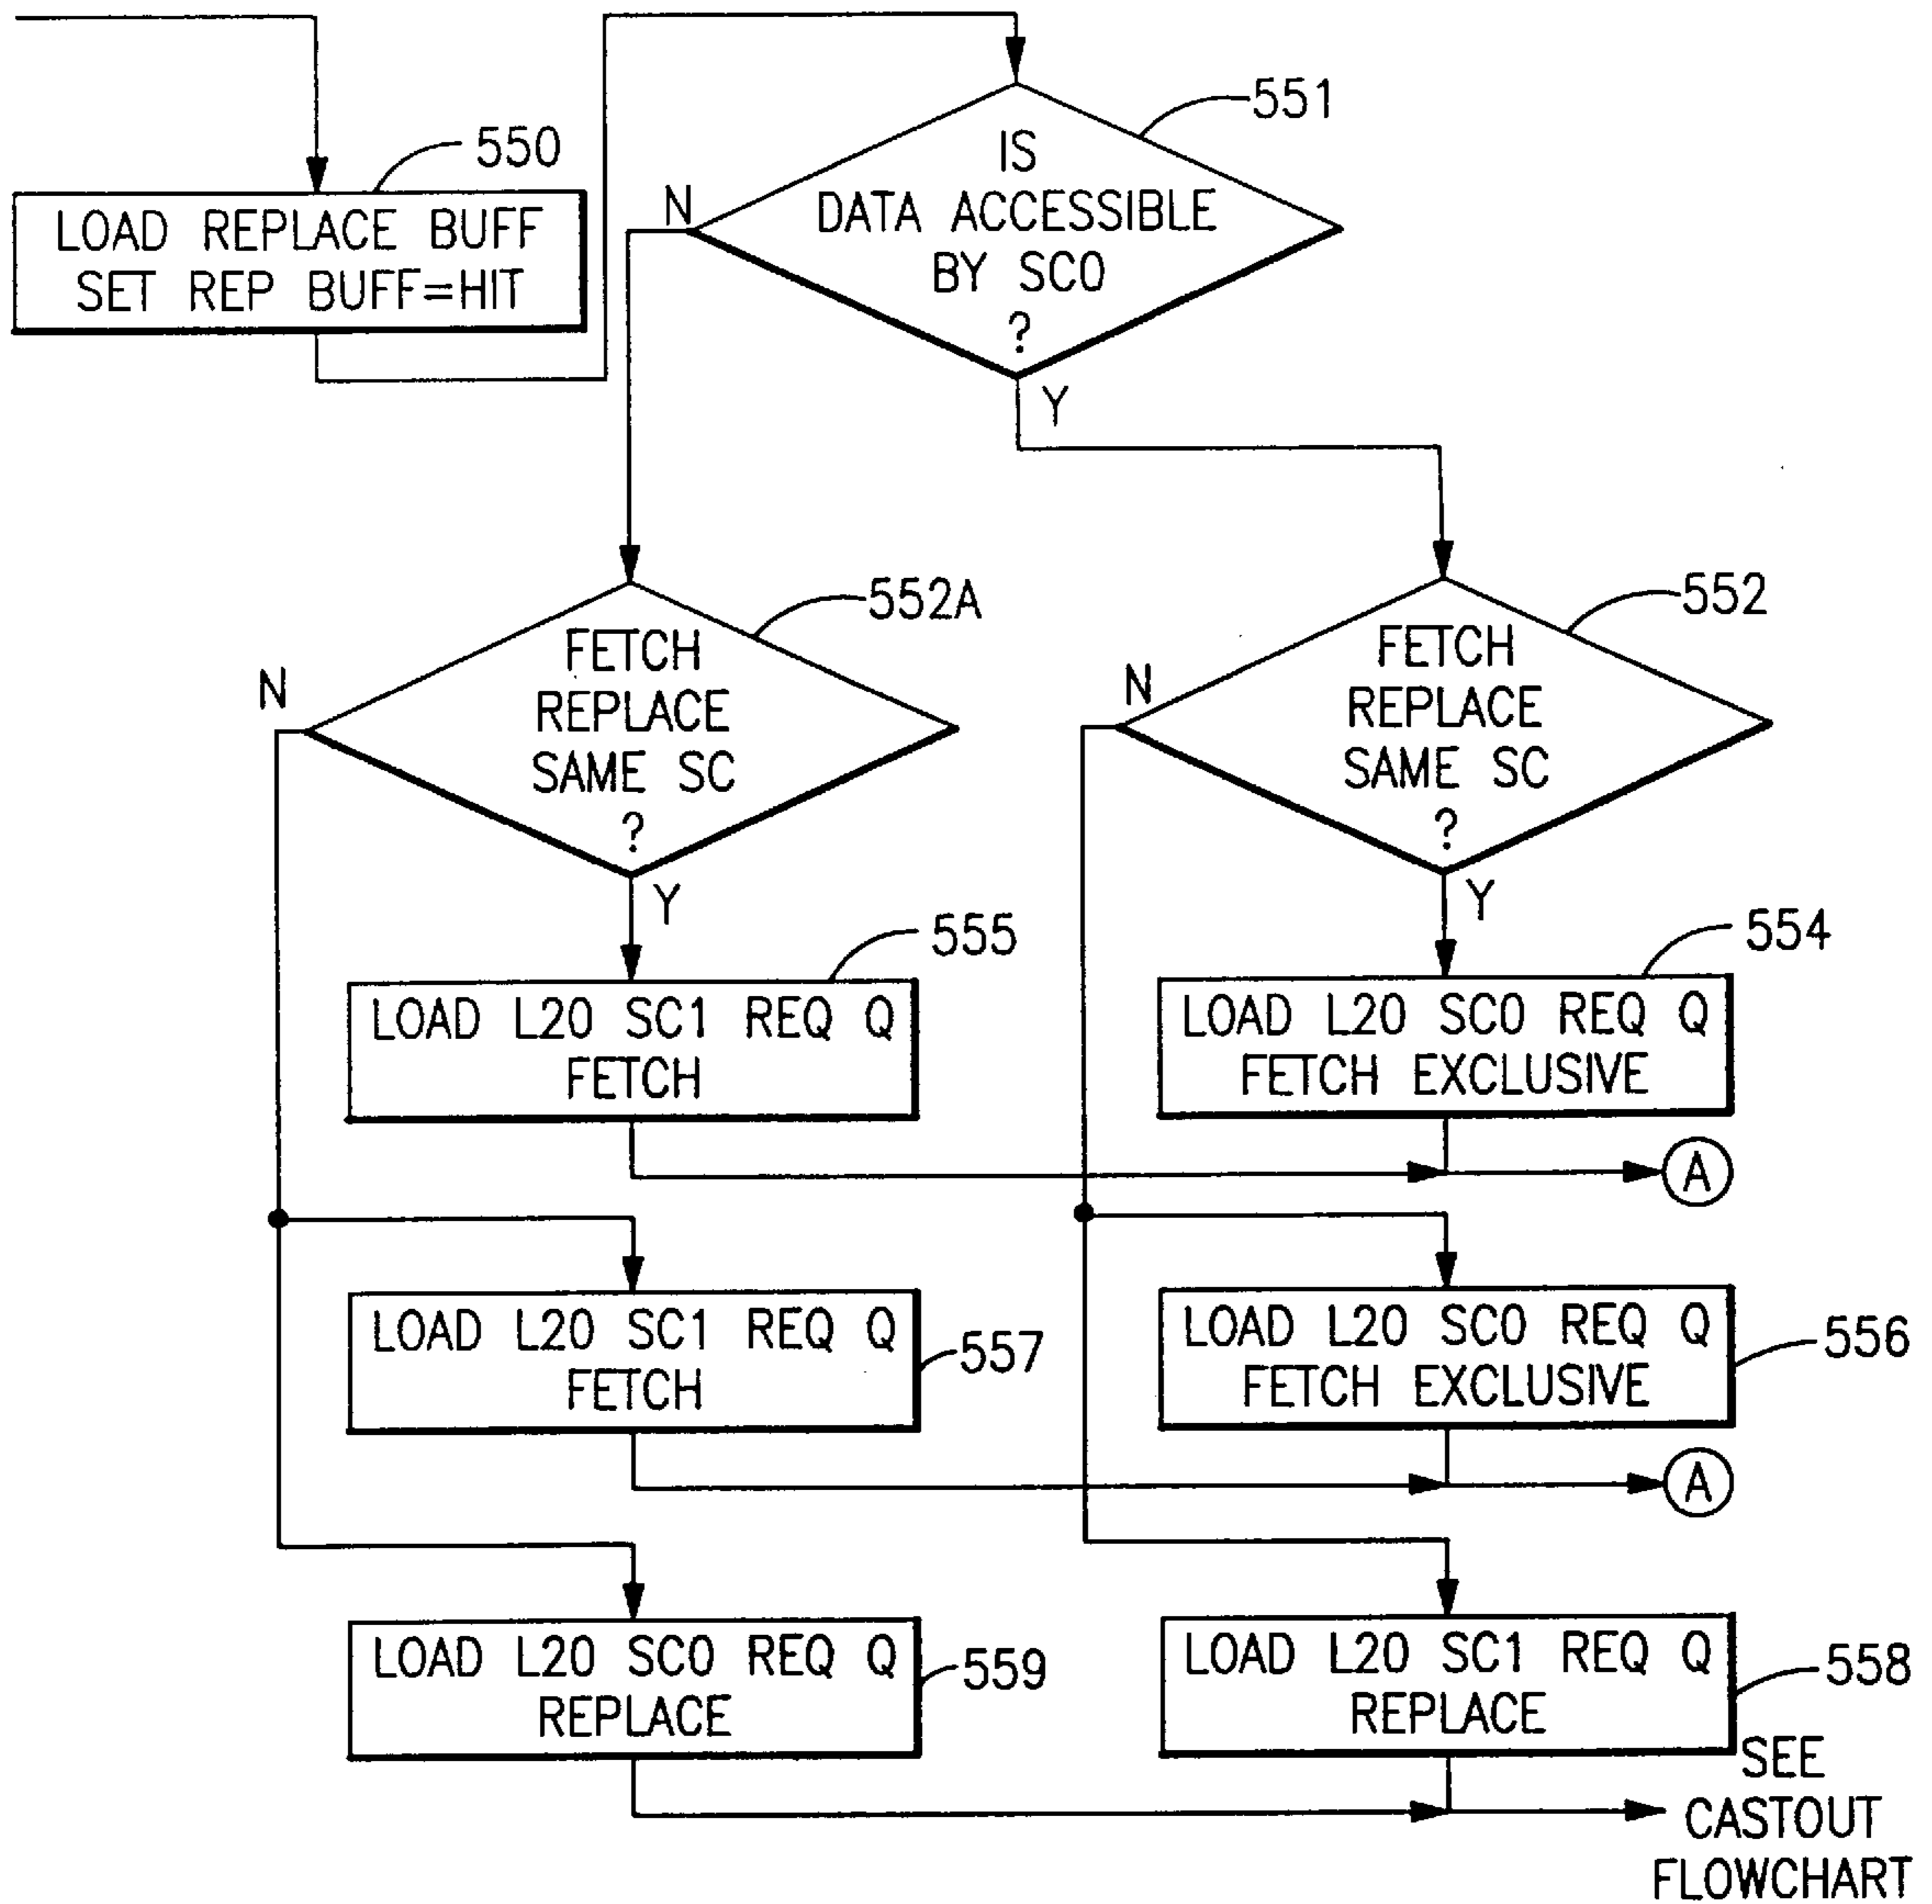 550
LOAD REPLACE BUFF
SET REP BUFF=HIT
551
IS
DATA ACCESSIBLE
BY SC0
?
N
Y
552A
FETCH
REPLACE
SAME SC
?
N
Y
552
FETCH
REPLACE
SAME SC
?
N
Y
555
LOAD L20 SC1 REQ Q
FETCH
554
LOAD L20 SC0 REQ Q
FETCH EXCLUSIVE
A
LOAD L20 SC1 REQ Q
FETCH
557
LOAD L20 SC0 REQ Q
FETCH EXCLUSIVE
556
A
LOAD L20 SC0 REQ Q
REPLACE
559
LOAD L20 SC1 REQ Q
REPLACE
558
SEE
CASTOUT
FLOWCHART